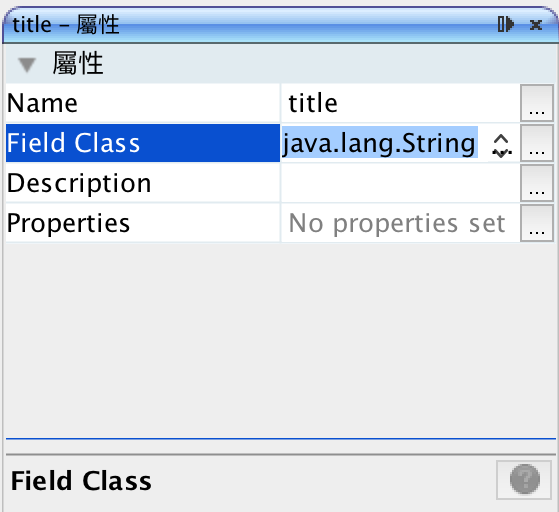 title - 屬性
屬性
Name title ...
Field Class java.lang.String ...
Description ...
Properties No properties set ...
Field Class
?